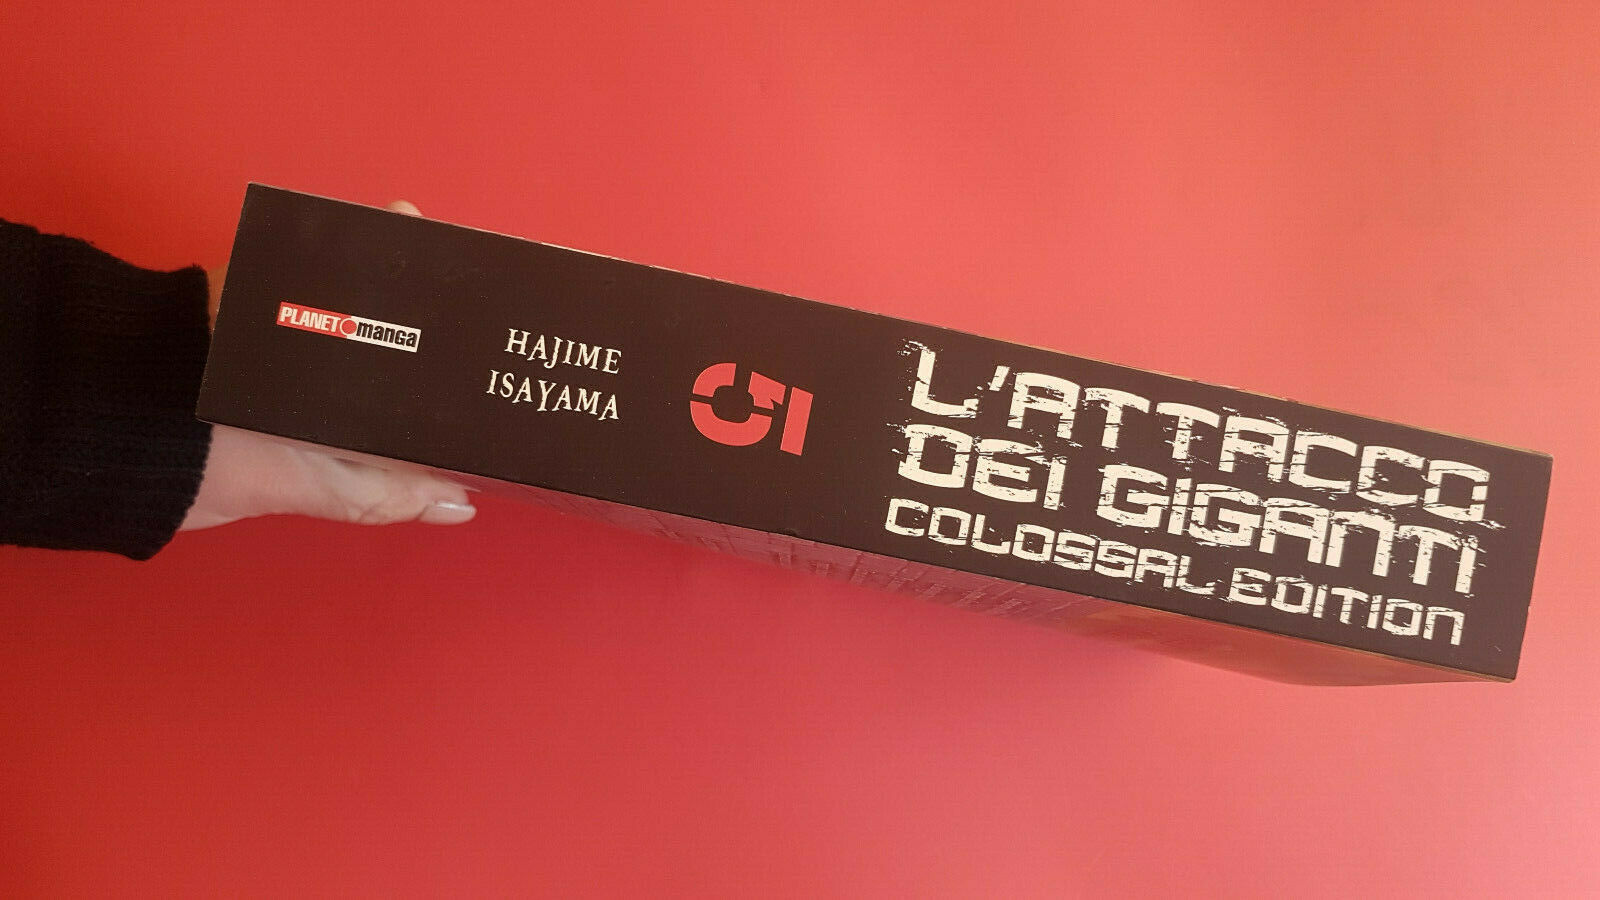 PLANET manga
HAJIME
ISAYAMA
5
L'ATTACCO
DEI GIGANTI
COLOSSAL EDITION